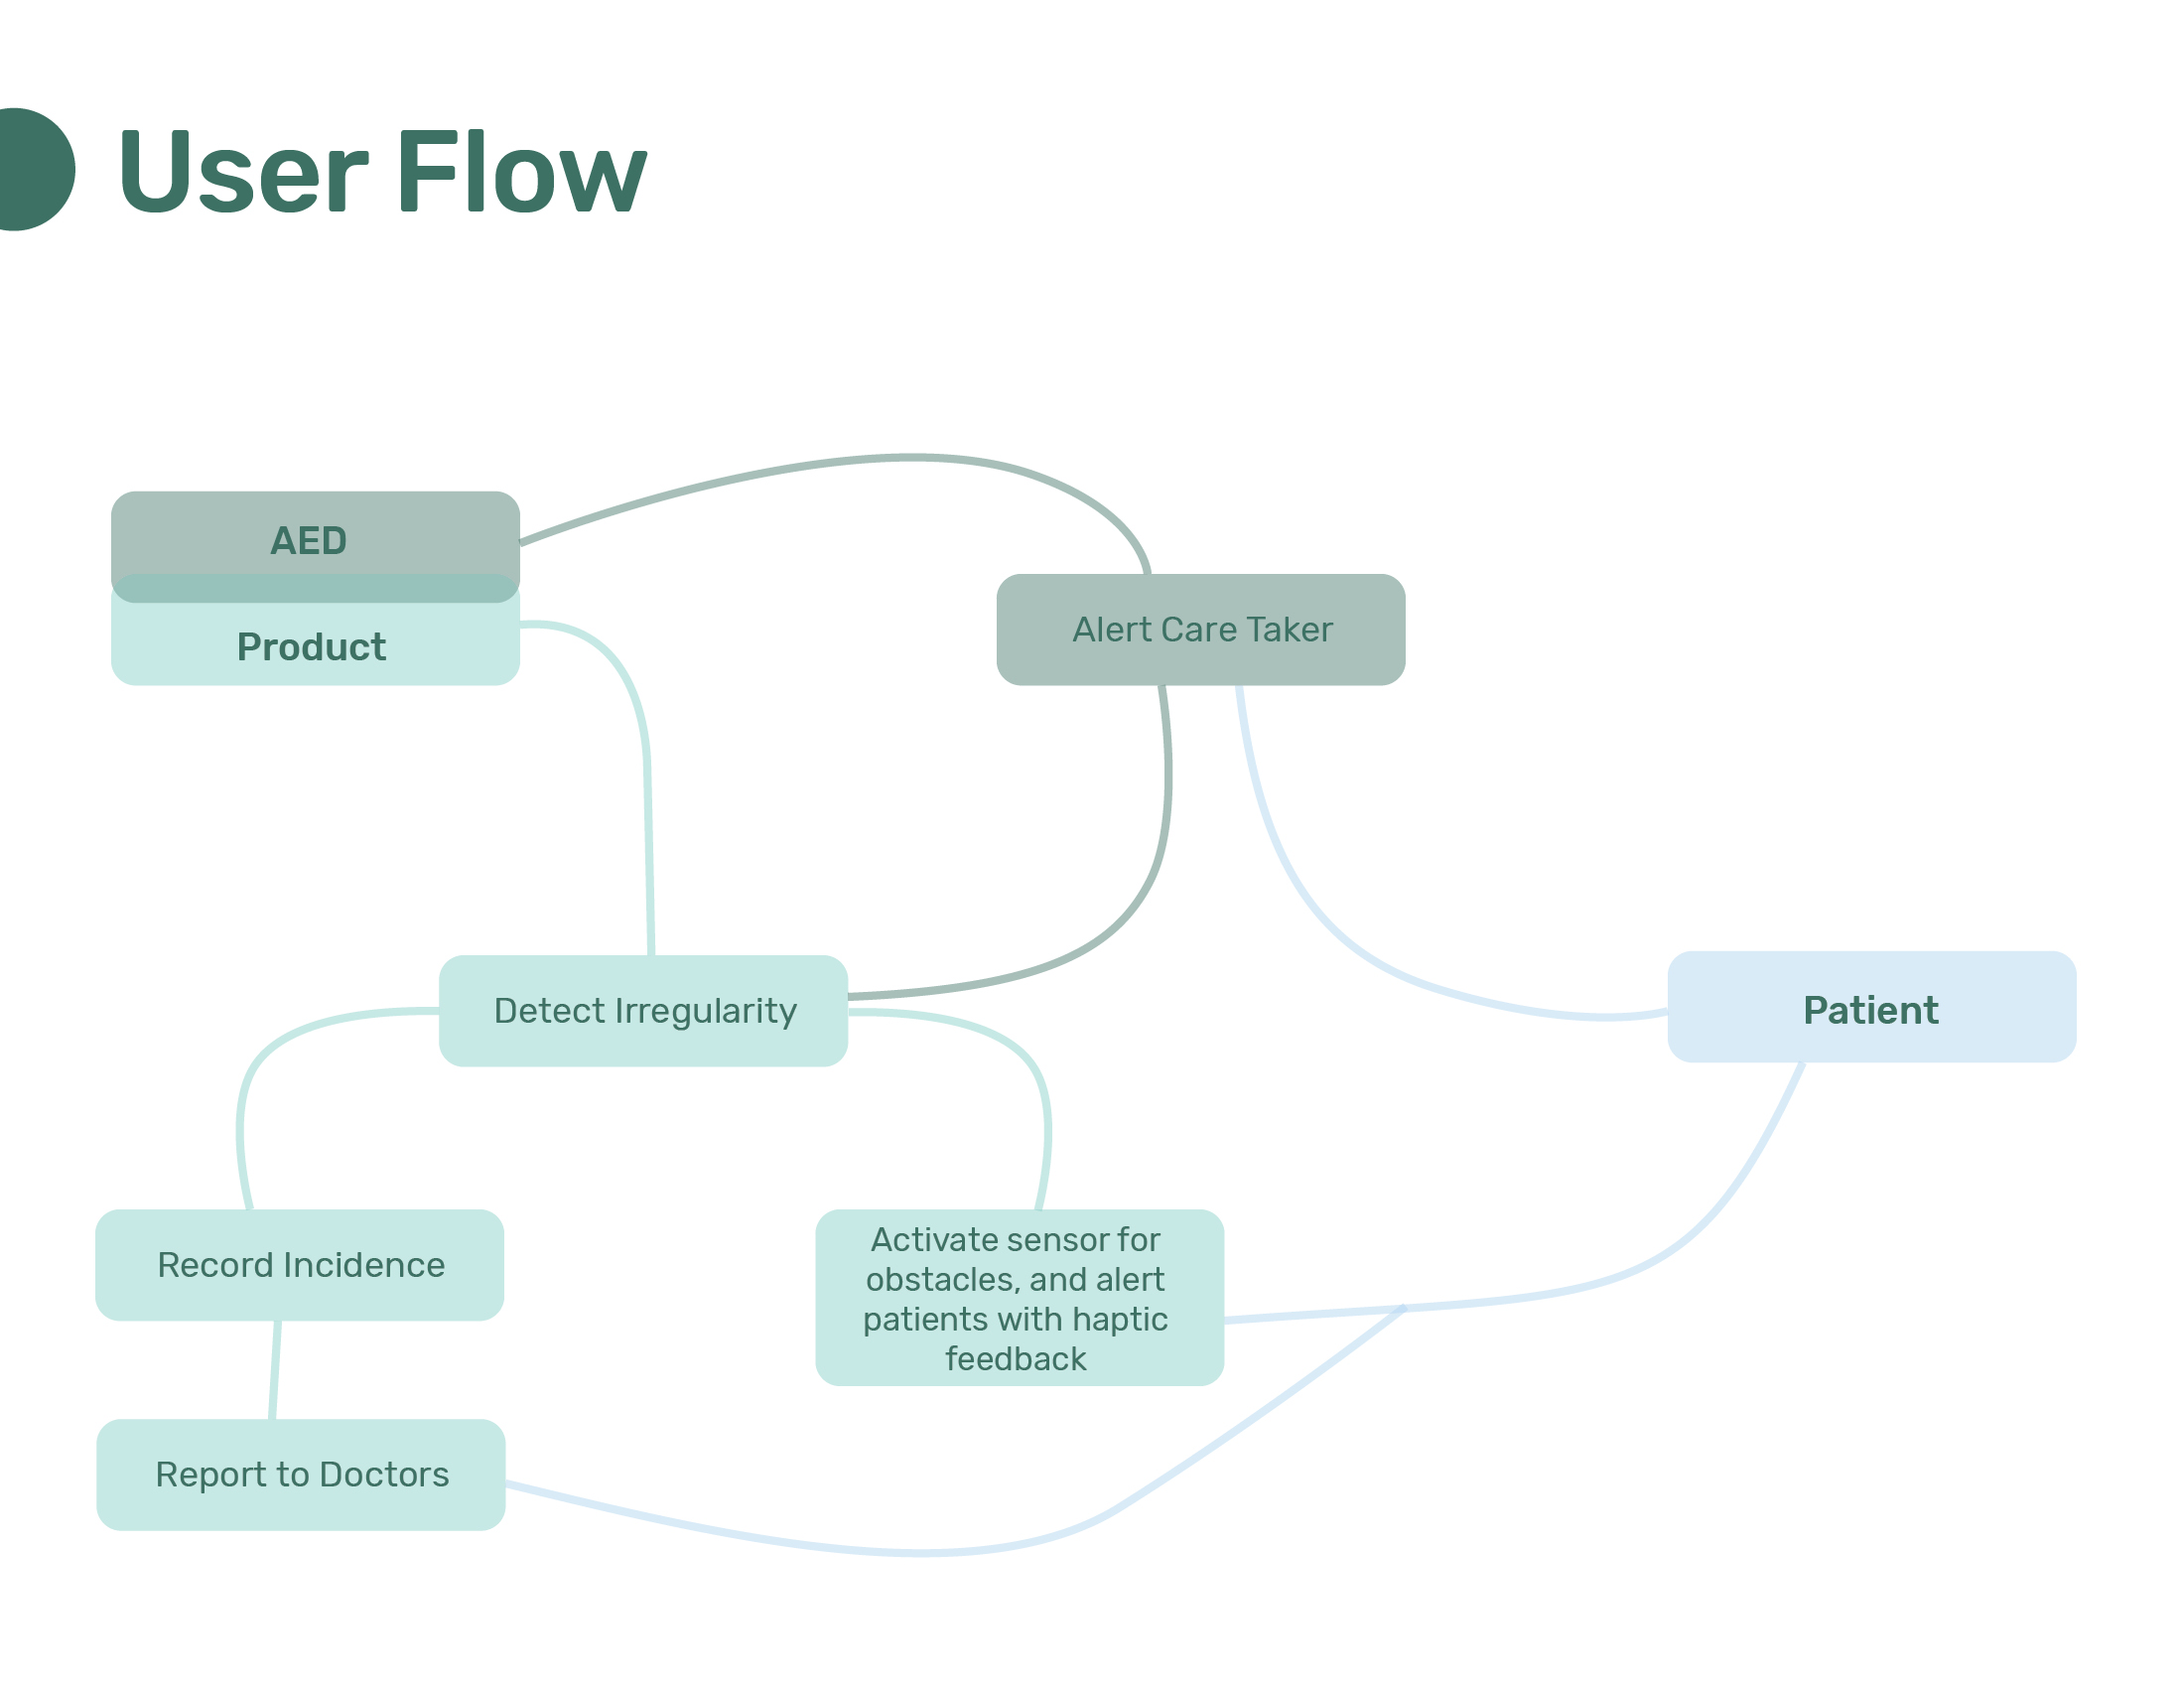 User Flow
AED
Product
Alert Care Taker
Detect Irregularity
Patient
Record Incidence
Activate sensor for
obstacles, and alert
patients with haptic
feedback
Report to Doctors